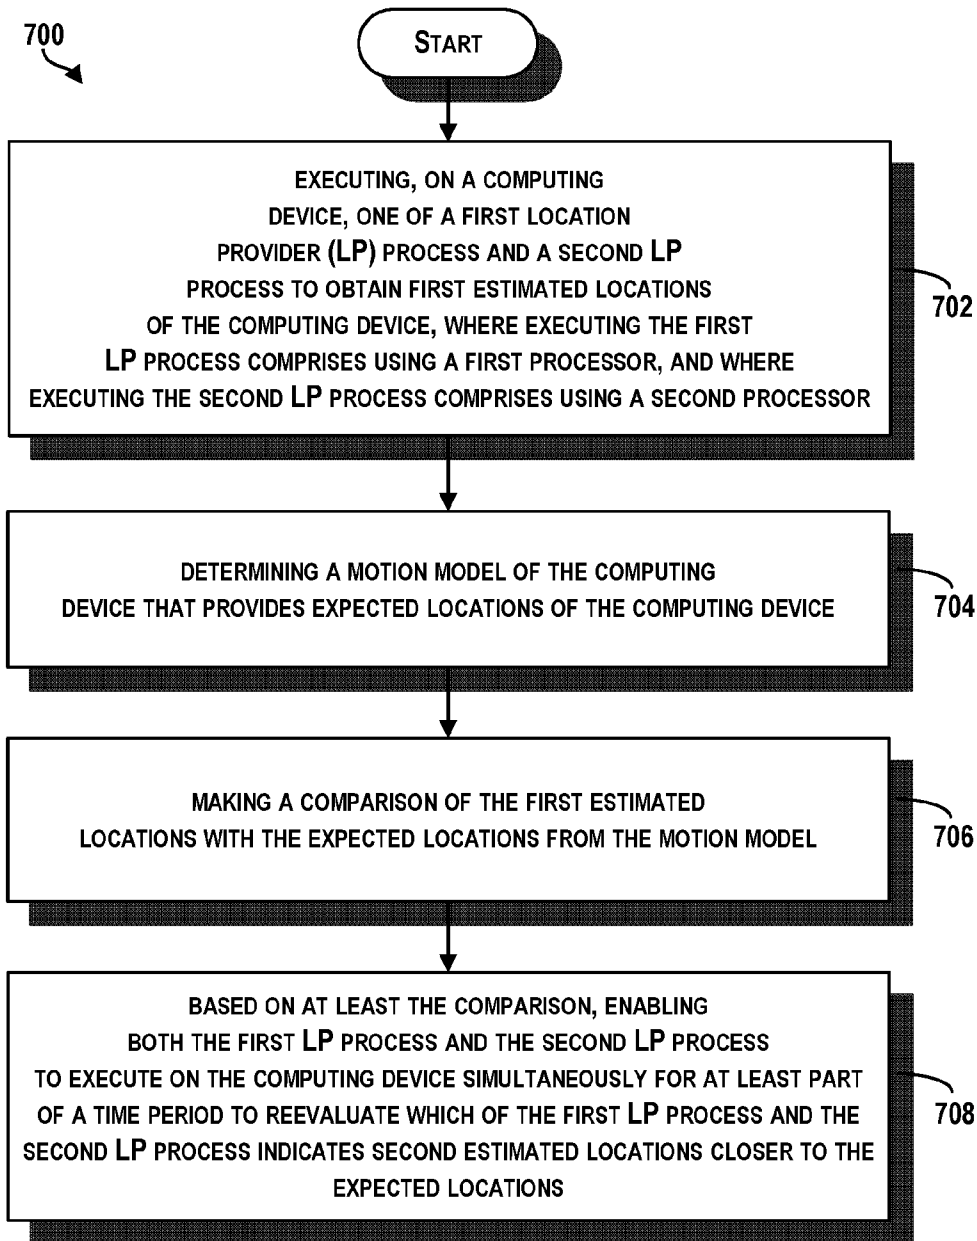 700
START
EXECUTING, ON A COMPUTING
DEVICE, ONE OF A FIRST LOCATION
PROVIDER (LP) PROCESS AND A SECOND LP
PROCESS TO OBTAIN FIRST ESTIMATED LOCATIONS
OF THE COMPUTING DEVICE, WHERE EXECUTING THE FIRST
LP PROCESS COMPRISES USING A FIRST PROCESSOR, AND WHERE
EXECUTING THE SECOND LP PROCESS COMPRISES USING A SECOND PROCESSOR
702
DETERMINING A MOTION MODEL OF THE COMPUTING
DEVICE THAT PROVIDES EXPECTED LOCATIONS OF THE COMPUTING DEVICE
704
MAKING A COMPARISON OF THE FIRST ESTIMATED
LOCATIONS WITH THE EXPECTED LOCATIONS FROM THE MOTION MODEL
706
BASED ON AT LEAST THE COMPARISON, ENABLING
BOTH THE FIRST LP PROCESS AND THE SECOND LP PROCESS
TO EXECUTE ON THE COMPUTING DEVICE SIMULTANEOUSLY FOR AT LEAST PART
OF A TIME PERIOD TO REEVALUATE WHICH OF THE FIRST LP PROCESS AND THE
SECOND LP PROCESS INDICATES SECOND ESTIMATED LOCATIONS CLOSER TO THE
EXPECTED LOCATIONS
708